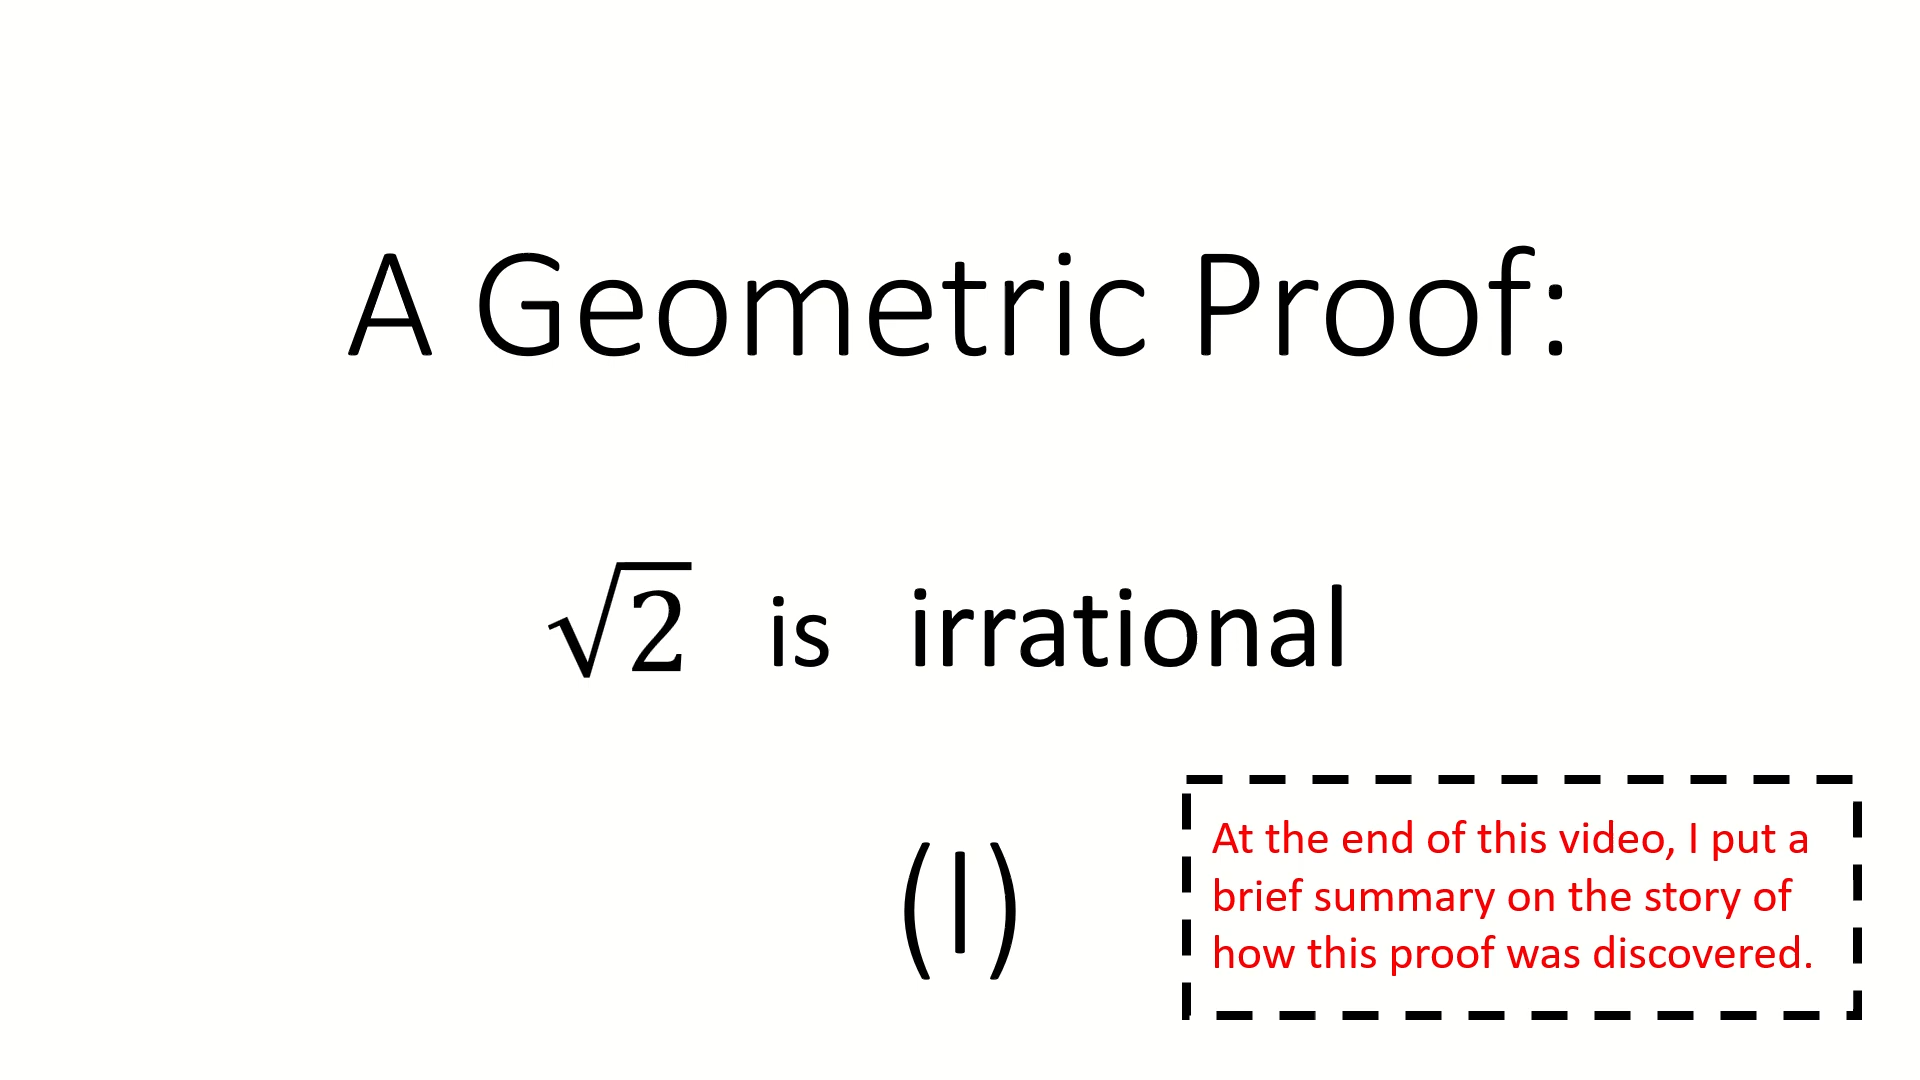 A Geometric Proof:
√2 is irrational
(I)
At the end of this video, I put a
brief summary on the story of
how this proof was discovered.